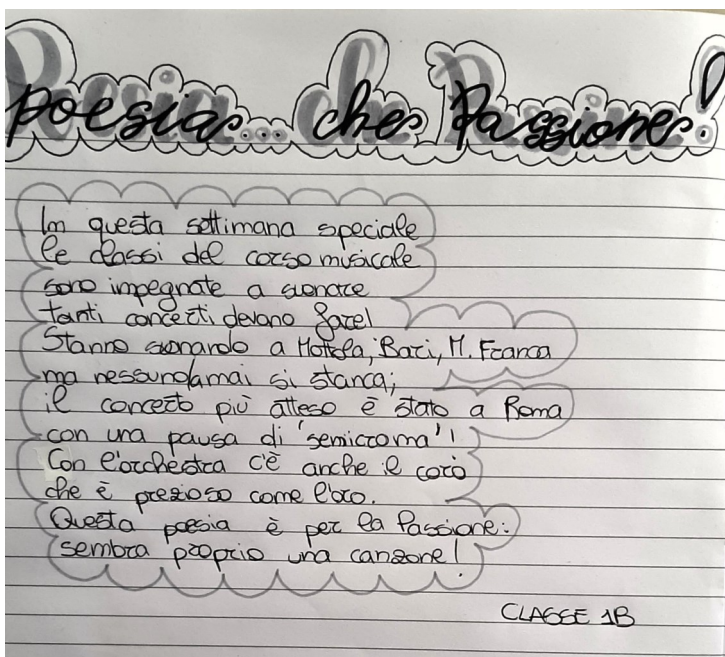 Poesia... che Passione!
In questa settimana speciale
le classi del corso musicale
sono impegnate a suonare
tanti concerti devono fare!
Stanno suonando a Mottola, Bari, M. Franca
ma nessuno mai si stanca;
il concerto più atteso è stato a Roma
con una pausa di "semicroma"!
Con l'orchestra c'è anche il coro
che è prezioso come l'oro.
Questa poesia è per la Passione:
sembra proprio una canzone!
CLASSE 1B